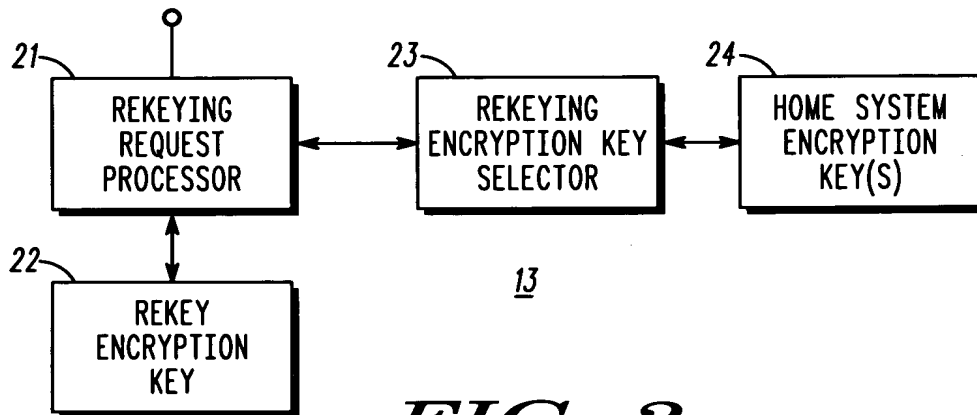 21
REKEYING
REQUEST
PROCESSOR
23
REKEYING
ENCRYPTION KEY
SELECTOR
24
HOME SYSTEM
ENCRYPTION
KEY(S)
22
REKEY
ENCRYPTION
KEY
13